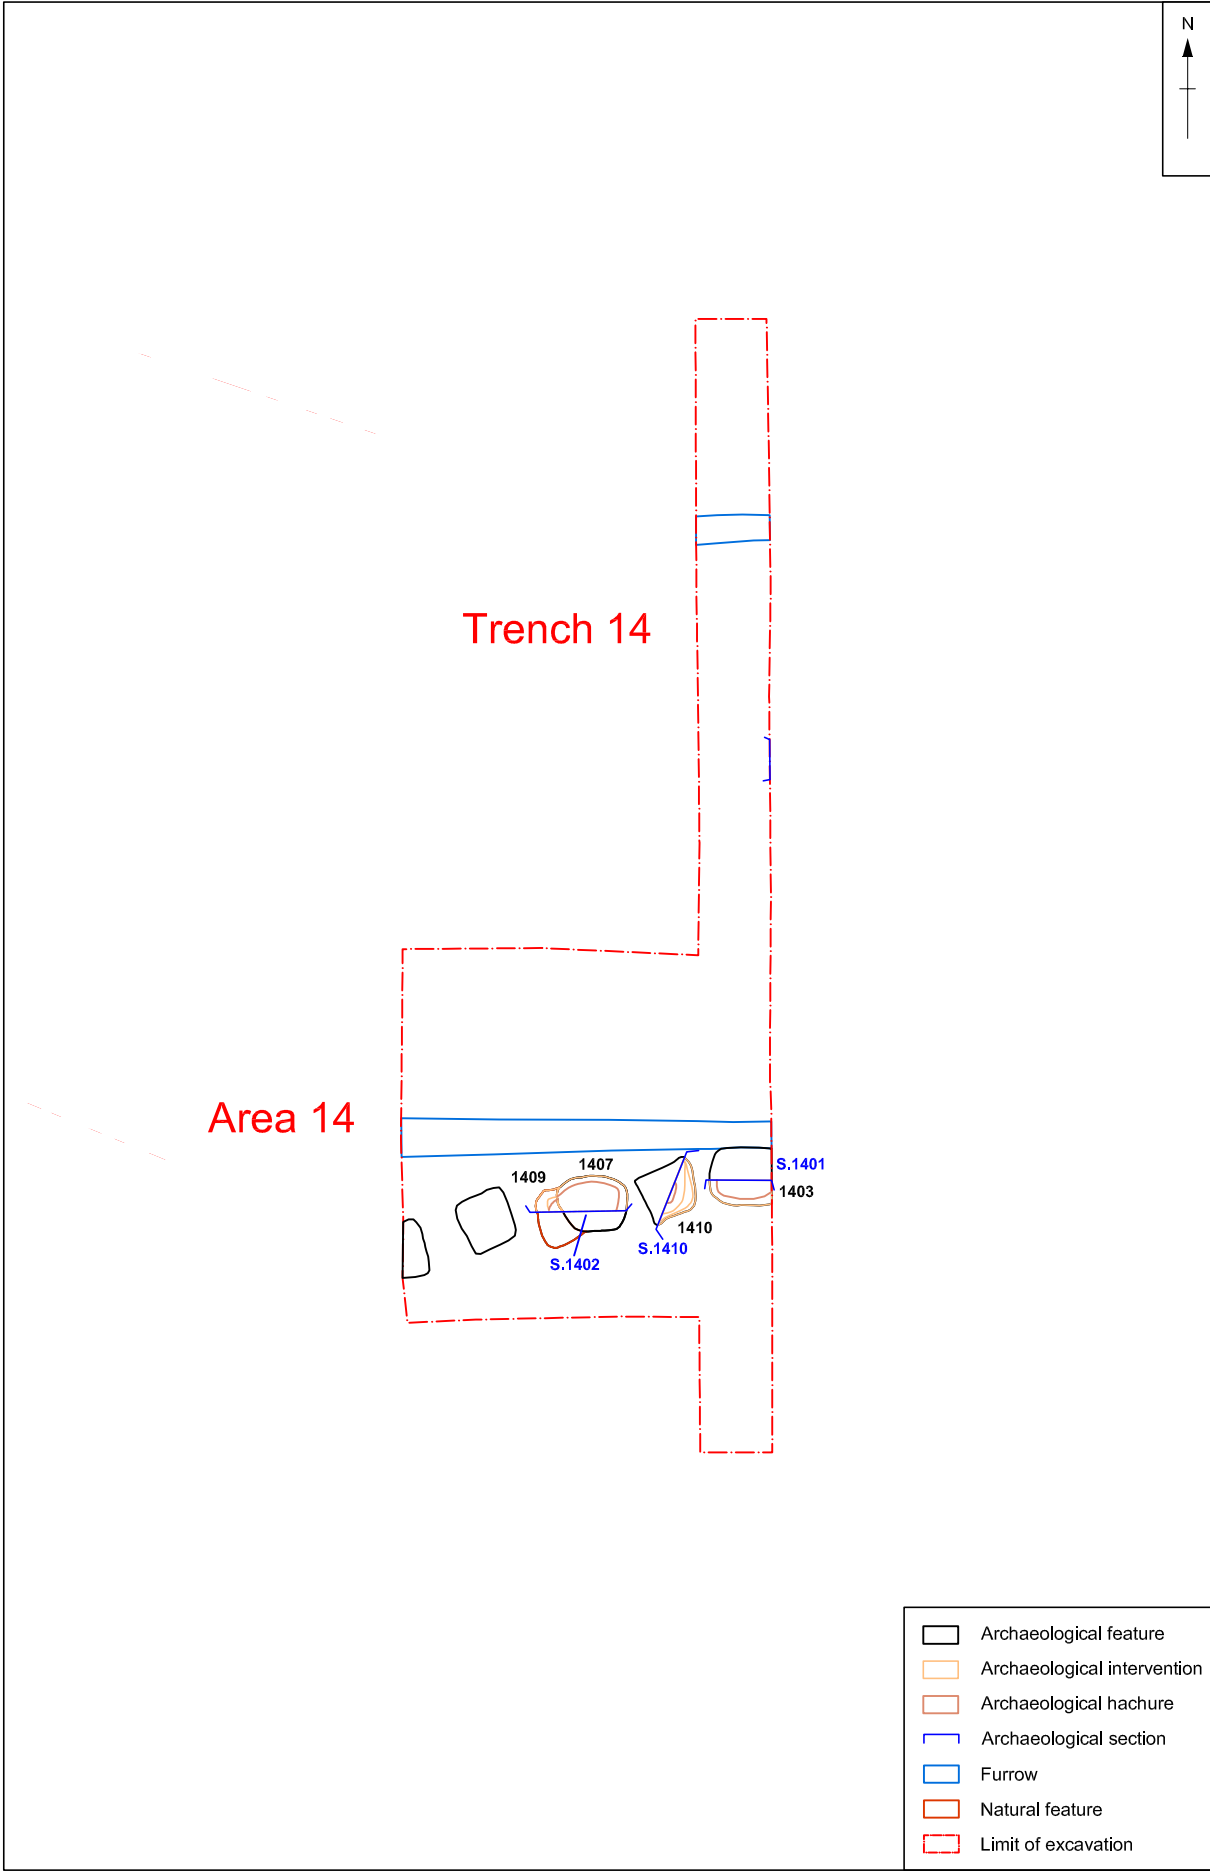 N
Trench 14
Area 14
1407
1409
S.1401
1403
1410
S.1410
S.1402
Archaeological feature
Archaeological intervention
Archaeological hachure
Archaeological section
Furrow
Natural feature
Limit of excavation